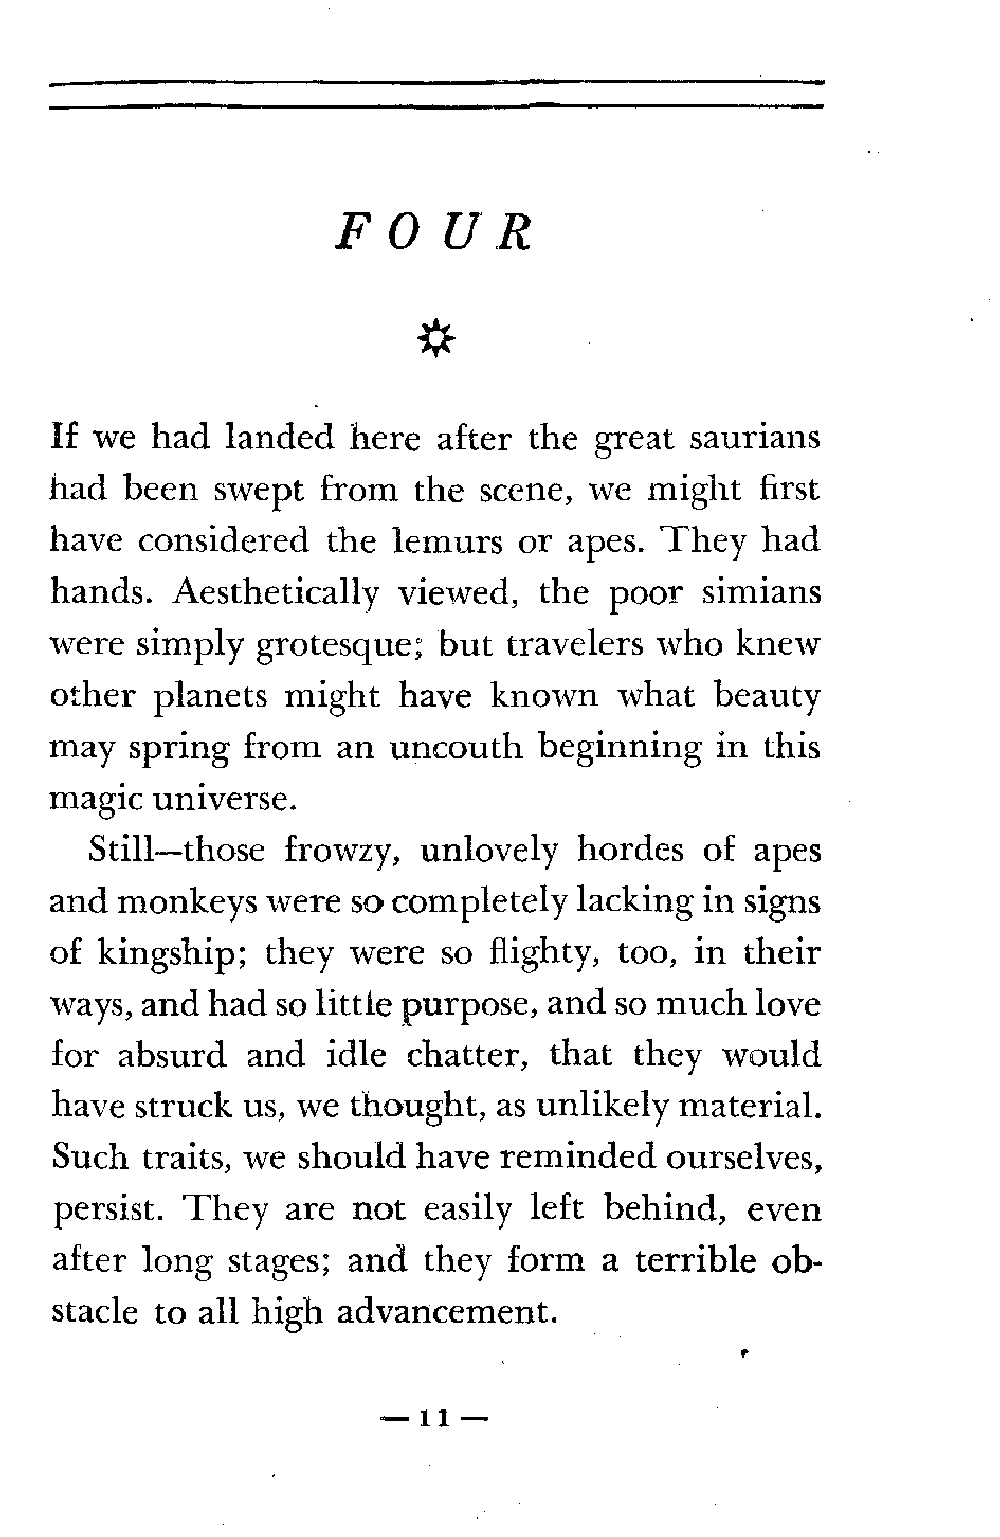 FOUR
If we had landed here after the great saurians
had been swept from the scene, we might first
have considered the lemurs or apes. They had
hands. Aesthetically viewed, the poor simians
were simply grotesque; but travelers who knew
other planets might have known what beauty
may spring from an uncouth beginning in this
magic universe.
Still—those frowzy, unlovely hordes of apes
and monkeys were so completely lacking in signs
of kingship; they were so flighty, too, in their
ways, and had so little purpose, and so much love
for absurd and idle chatter, that they would
have struck us, we thought, as unlikely material.
Such traits, we should have reminded ourselves,
persist. They are not easily left behind, even
after long stages; and they form a terrible ob-
stacle to all high advancement.
— 11 —